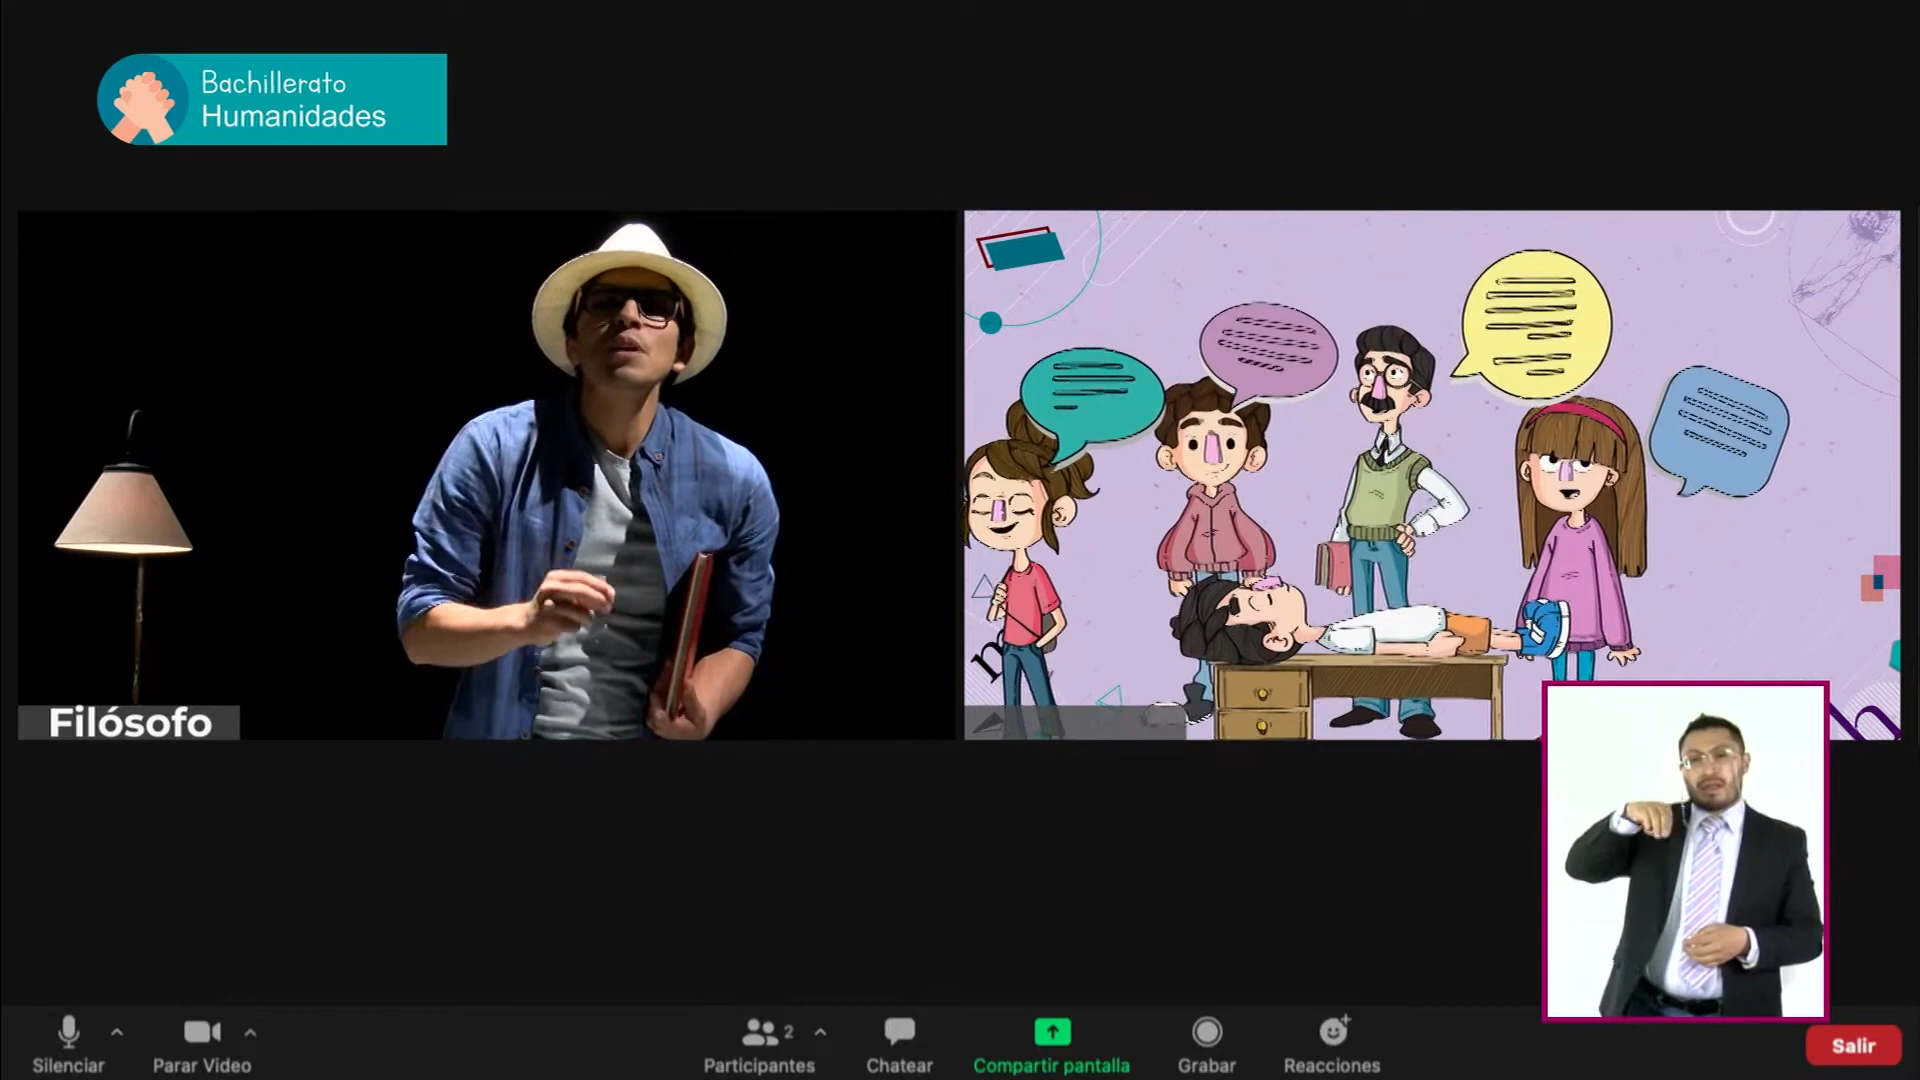 Bachillerato
Humanidades
Filósofo
n
h
2
Silenciar
Parar Video
Participantes
Chatear
Compartir pantalla
Grabar
Reacciones
Salir